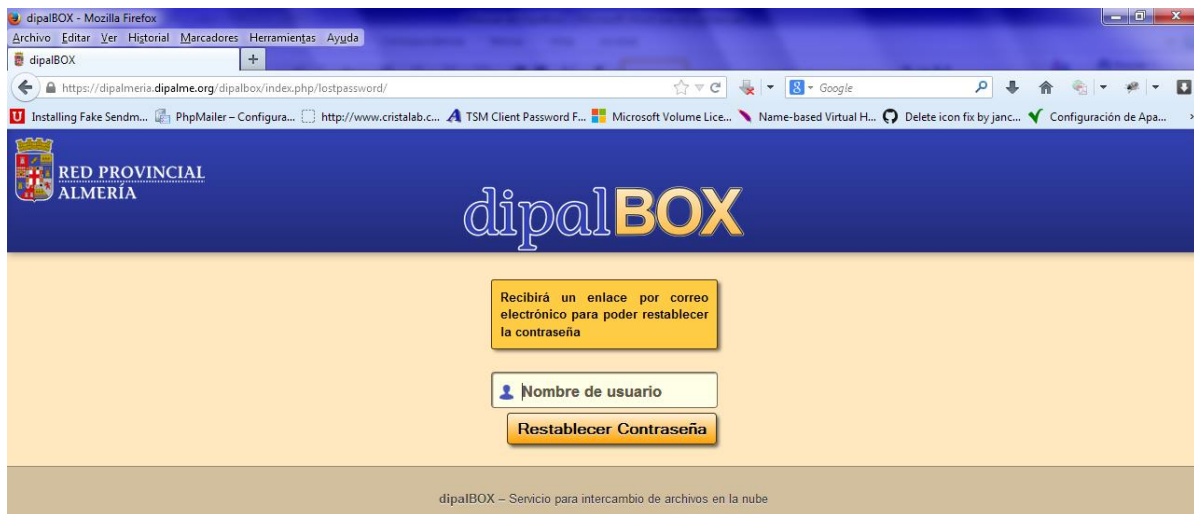 dipalBOX - Mozilla Firefox
Archivo Editar Ver Historial Marcadores Herramientas Ayuda
dipalBOX +
https://dipalmeria.dipalme.org/dipalbox/index.php/lostpassword/ Google
Installing Fake Sendm... PhpMailer – Configura... http://www.cristalab.c... TSM Client Password F... Microsoft Volume Lice... Name-based Virtual H... Delete icon fix by janc... Configuración de Apa...
RED PROVINCIAL
ALMERÍA
dipalBOX
Recibirá un enlace por correo
electrónico para poder restablecer
la contraseña
Nombre de usuario
Restablecer Contraseña
dipalBOX – Servicio para intercambio de archivos en la nube